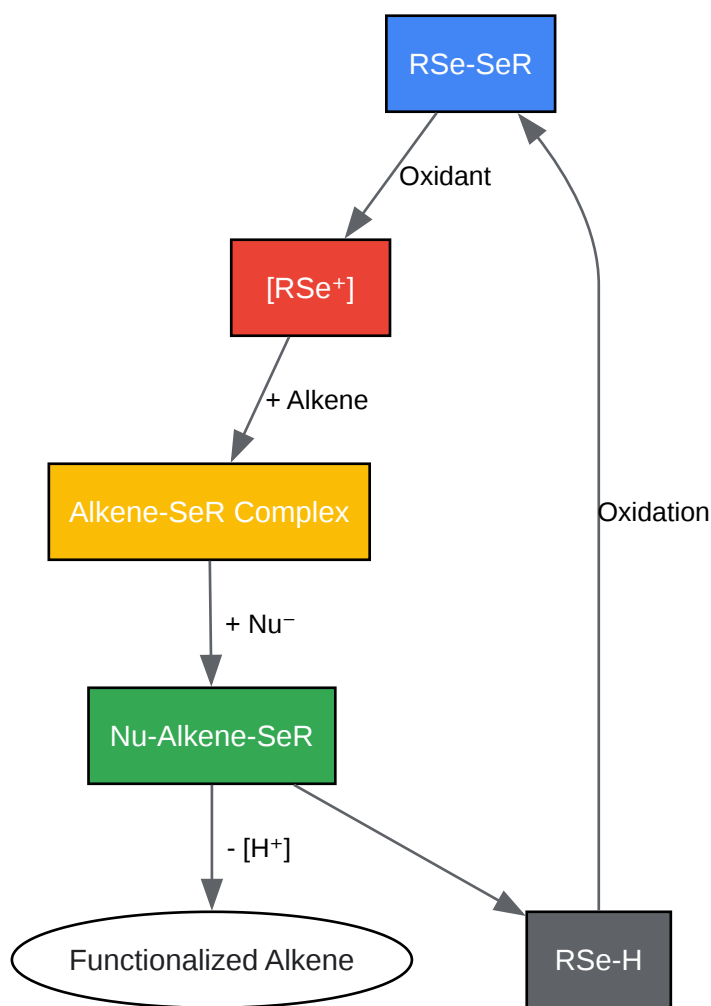 RSe-SeR
Oxidant
[RSe⁺]
+ Alkene
Alkene-SeR Complex
Oxidation
+ Nu⁻
Nu-Alkene-SeR
- [H⁺]
Functionalized Alkene
RSe-H